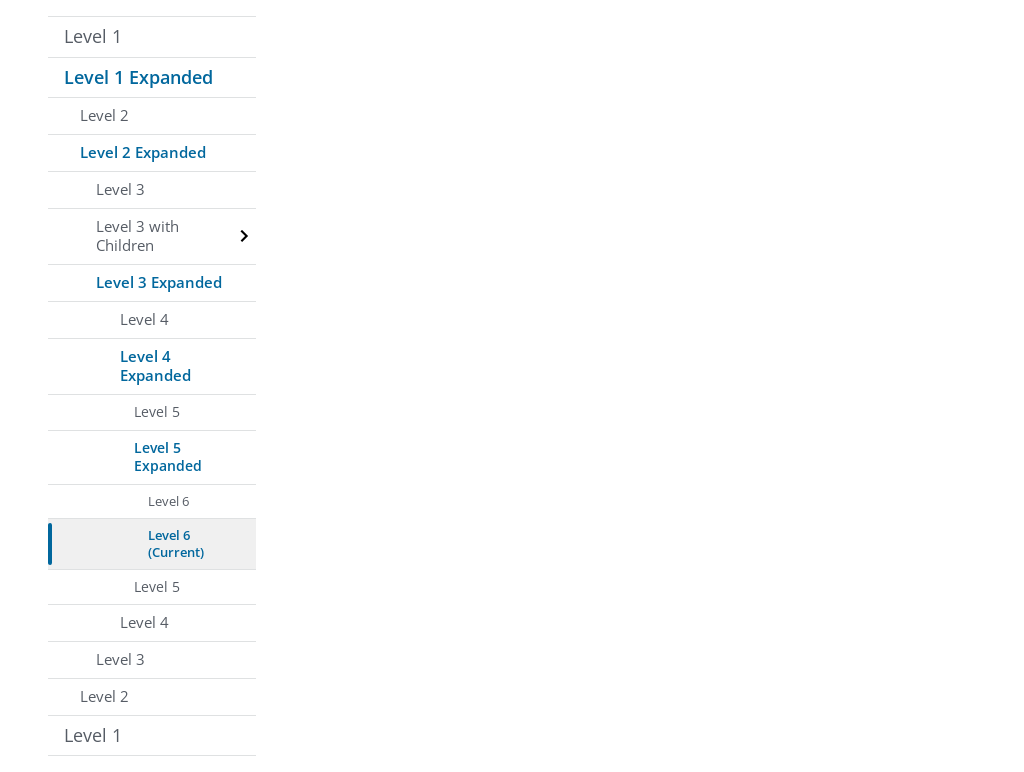 Level 1
Level 1 Expanded
Level 2
Level 2 Expanded
Level 3
Level 3 with
Children
Level 3 Expanded
Level 4
Level 4
Expanded
Level 5
Level 5
Expanded
Level 6
Level 6
(Current)
Level 5
Level 4
Level 3
Level 2
Level 1